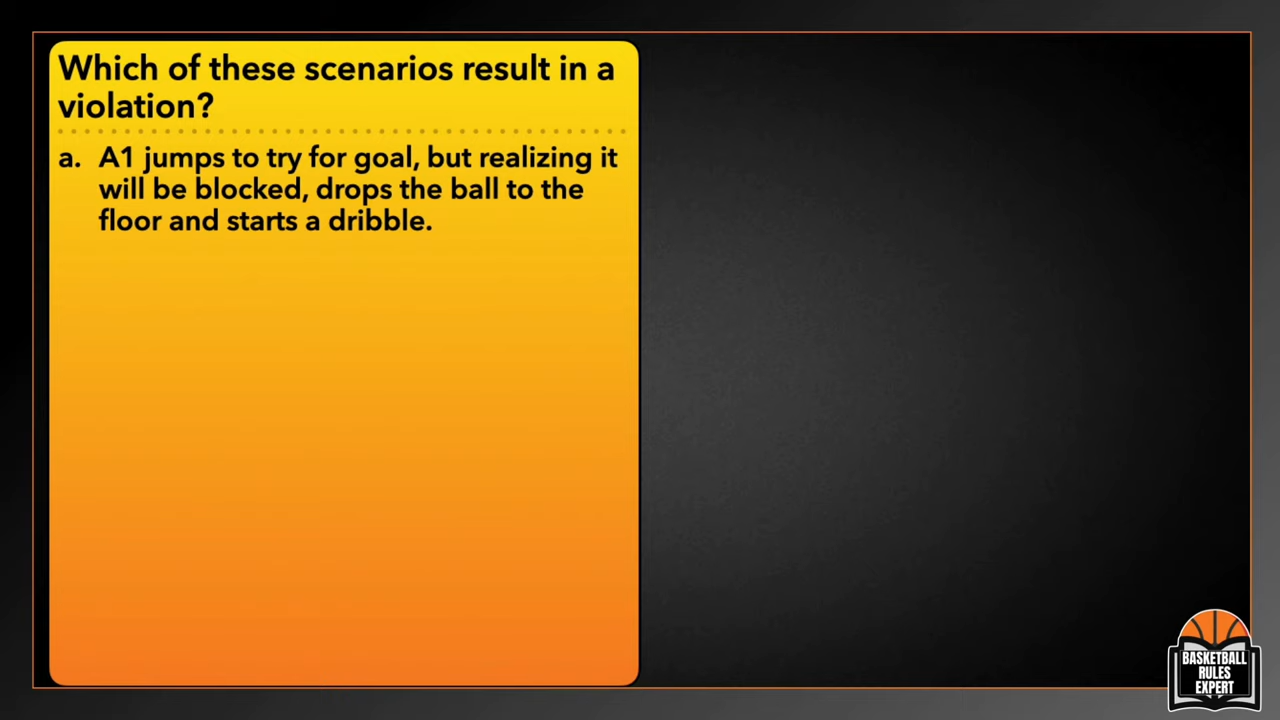 Which of these scenarios result in a
violation?
a. A1 jumps to try for goal, but realizing it
will be blocked, drops the ball to the
floor and starts a dribble.
BASKETBALL
RULES
EXPERT